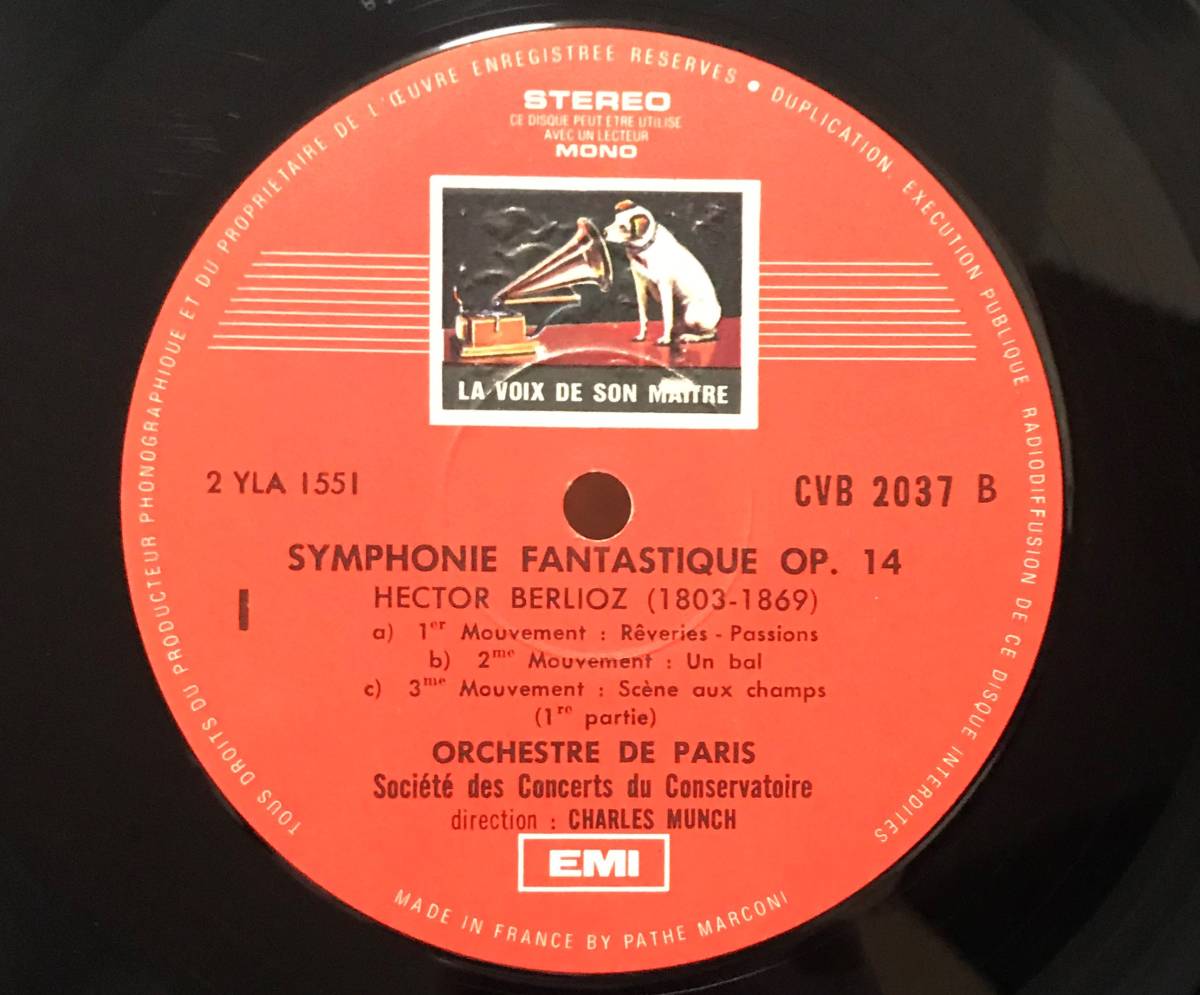 TOUS DROITS DU PRODUCTEUR PHONOGRAPHIQUE ET DU PROPRIETAIRE DE L'ŒUVRE ENREGISTREE RESERVES • DUPLICATION. EXECUTION PUBLIQUE. RADIODIFFUSION DE CE DISQUE INTERDITES
STEREO
CE DISQUE PEUT ETRE UTILISE
AVEC UN LECTEUR
MONO
LA VOIX DE SON MAITRE
2 YLA 1551
CVB 2037 B
SYMPHONIE FANTASTIQUE OP. 14
HECTOR BERLIOZ (1803-1869)
I
a) 1er Mouvement : Rêveries - Passions
b) 2me Mouvement : Un bal
c) 3me Mouvement : Scène aux champs
(1re partie)
ORCHESTRE DE PARIS
Société des Concerts du Conservatoire
direction : CHARLES MUNCH
EMI
MADE IN FRANCE BY PATHE MARCONI